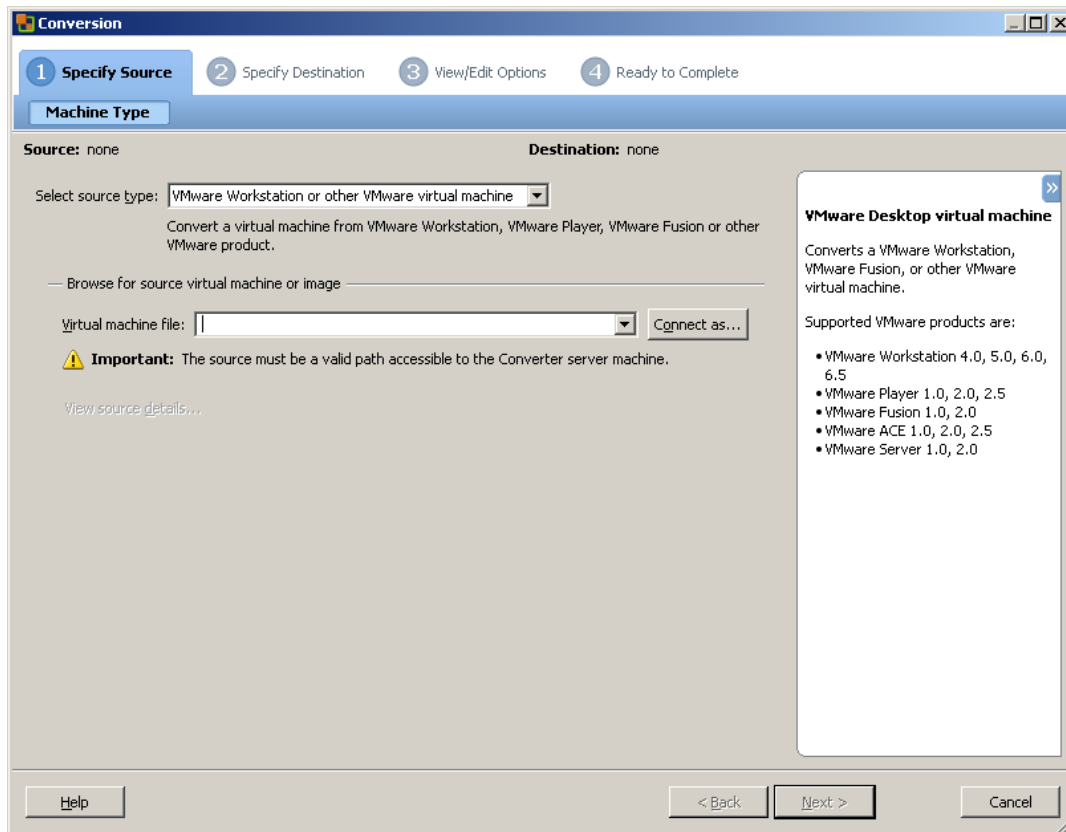 Conversion
1 Specify Source 2 Specify Destination 3 View/Edit Options 4 Ready to Complete
Machine Type
Source: none Destination: none
Select source type: VMware Workstation or other VMware virtual machine
Convert a virtual machine from VMware Workstation, VMware Player, VMware Fusion or other
VMware product.
Browse for source virtual machine or image
Virtual machine file: Connect as...
Important: The source must be a valid path accessible to the Converter server machine.
View source details...
»
VMware Desktop virtual machine
Converts a VMware Workstation,
VMware Fusion, or other VMware
virtual machine.
Supported VMware products are:
• VMware Workstation 4.0, 5.0, 6.0,
6.5
• VMware Player 1.0, 2.0, 2.5
• VMware Fusion 1.0, 2.0
• VMware ACE 1.0, 2.0, 2.5
• VMware Server 1.0, 2.0
Help < Back Next > Cancel